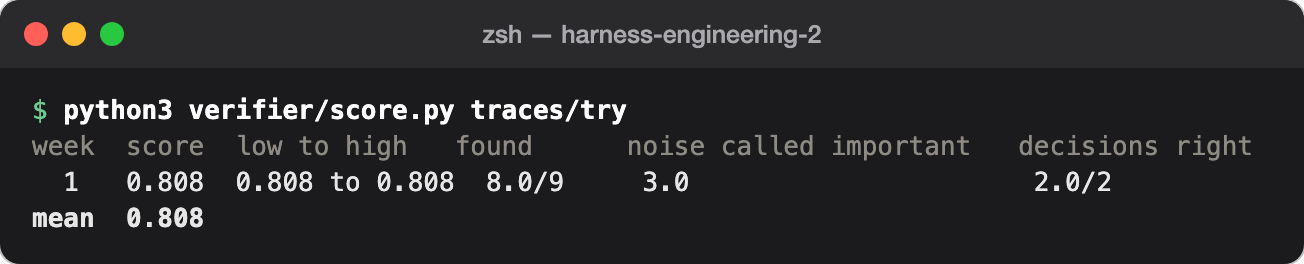 zsh — harness-engineering-2
$ python3 verifier/score.py traces/try
week  score  low to high   found      noise called important   decisions right
  1   0.808  0.808 to 0.808  8.0/9     3.0                      2.0/2
mean  0.808